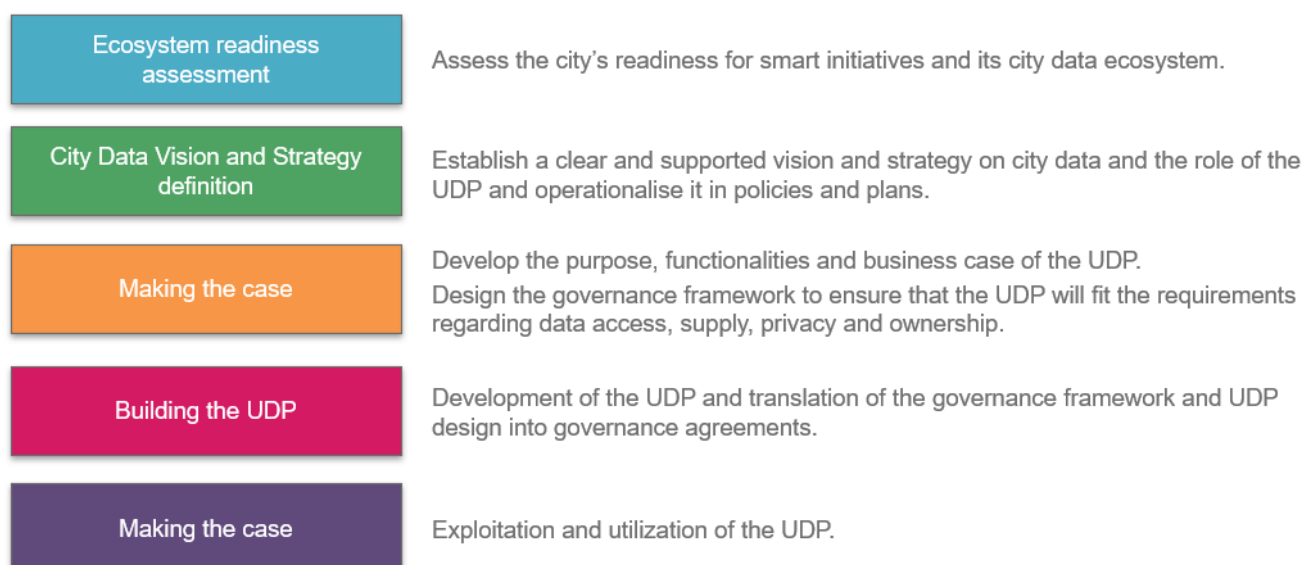 Ecosystem readiness
assessment
Assess the city’s readiness for smart initiatives and its city data ecosystem.
City Data Vision and Strategy
definition
Establish a clear and supported vision and strategy on city data and the role of the
UDP and operationalise it in policies and plans.
Making the case
Develop the purpose, functionalities and business case of the UDP.
Design the governance framework to ensure that the UDP will fit the requirements
regarding data access, supply, privacy and ownership.
Building the UDP
Development of the UDP and translation of the governance framework and UDP
design into governance agreements.
Making the case
Exploitation and utilization of the UDP.